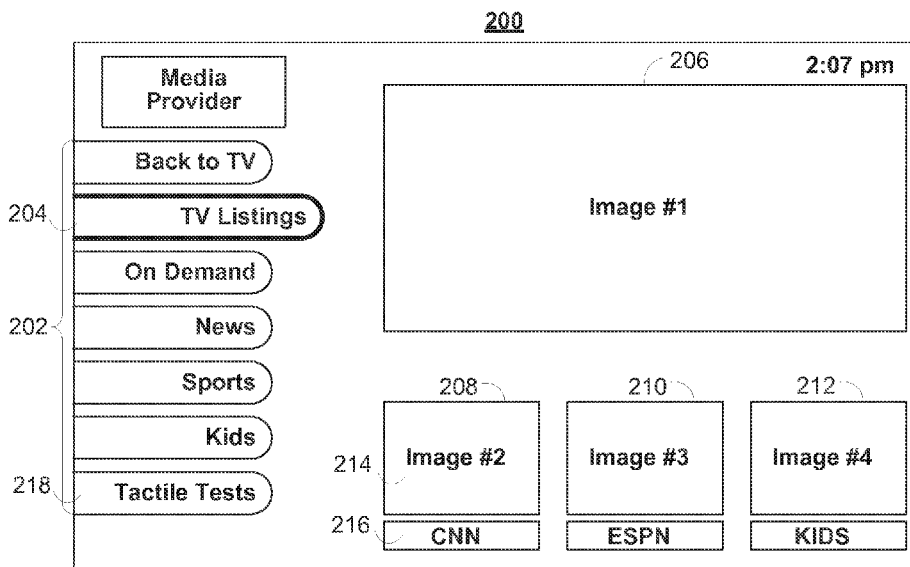 200
206
2:07 pm
Media
Provider
Back to TV
204
TV Listings
Image #1
On Demand
202
News
Sports
208
210
212
Kids
214
Image #2
Image #3
Image #4
218
Tactile Tests
216
CNN
ESPN
KIDS